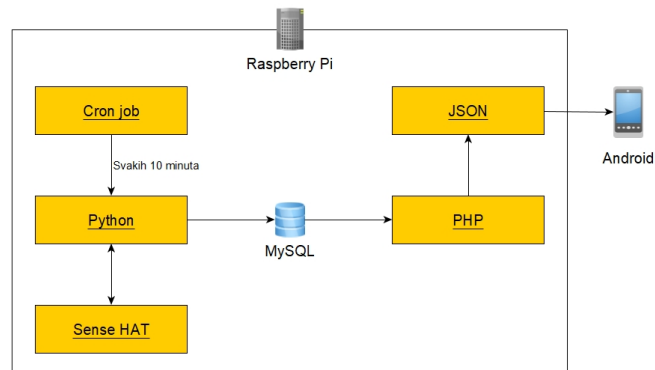 Raspberry Pi
Cron job
JSON
Svakih 10 minuta
Android
Python
PHP
MySQL
Sense HAT